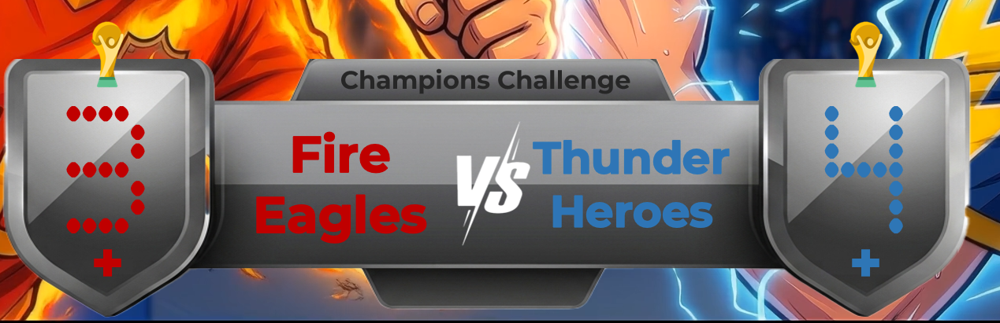 Champions Challenge
3
Fire
Eagles
VS
Thunder
Heroes
4
+
+